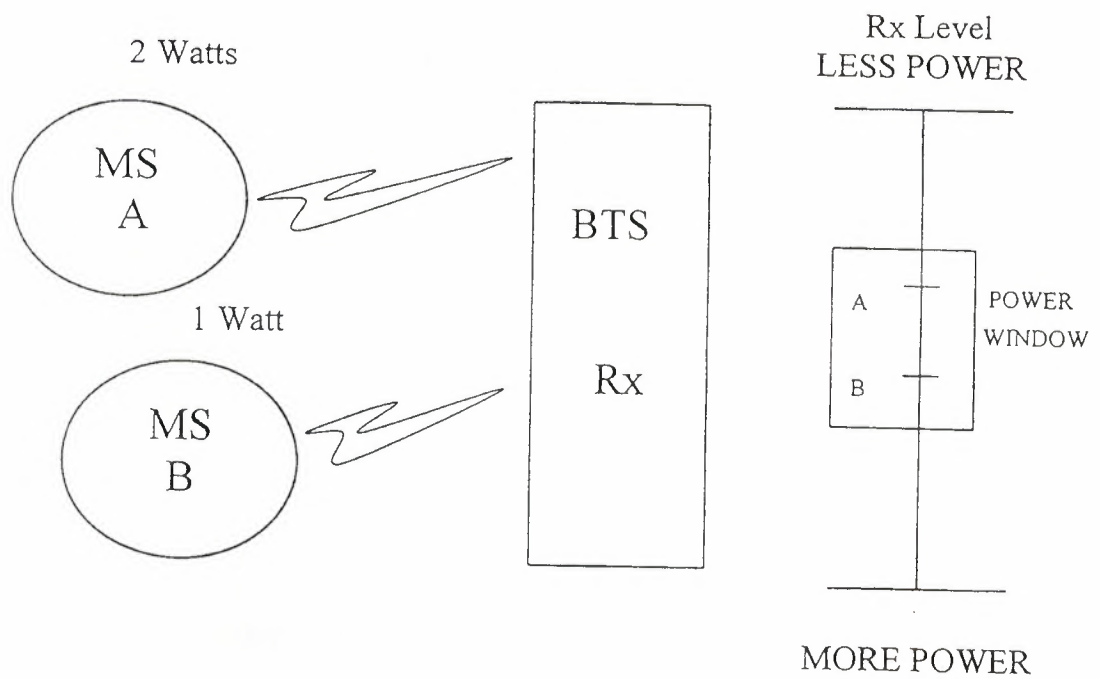 2 Watts
MS
A
1 Watt
MS
B
BTS
Rx
Rx Level
LESS POWER
A
B
POWER
WINDOW
MORE POWER